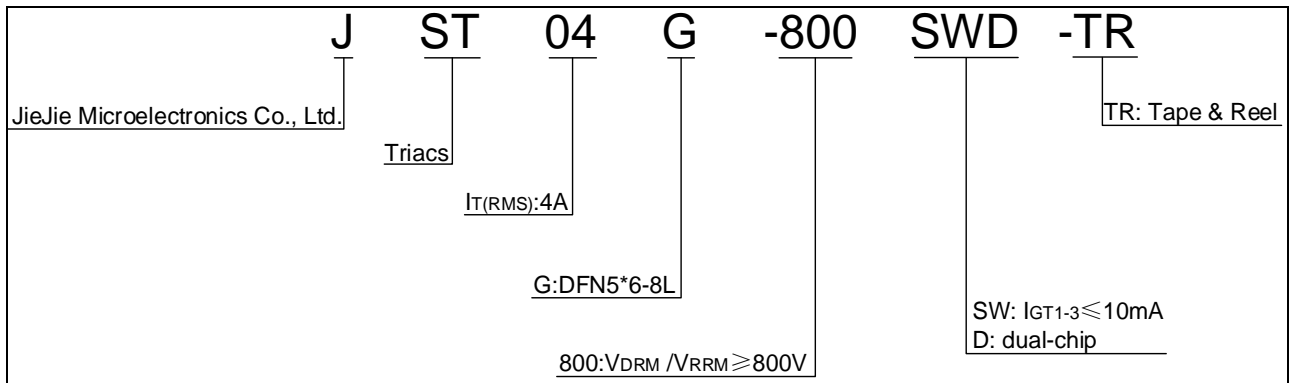 J ST 04 G -800 SWD -TR
JieJie Microelectronics Co., Ltd.
TR: Tape & Reel
Triacs
IT(RMS):4A
G:DFN5*6-8L
SW: IGT1-3≤10mA
D: dual-chip
800:VDRM /VRRM≥800V